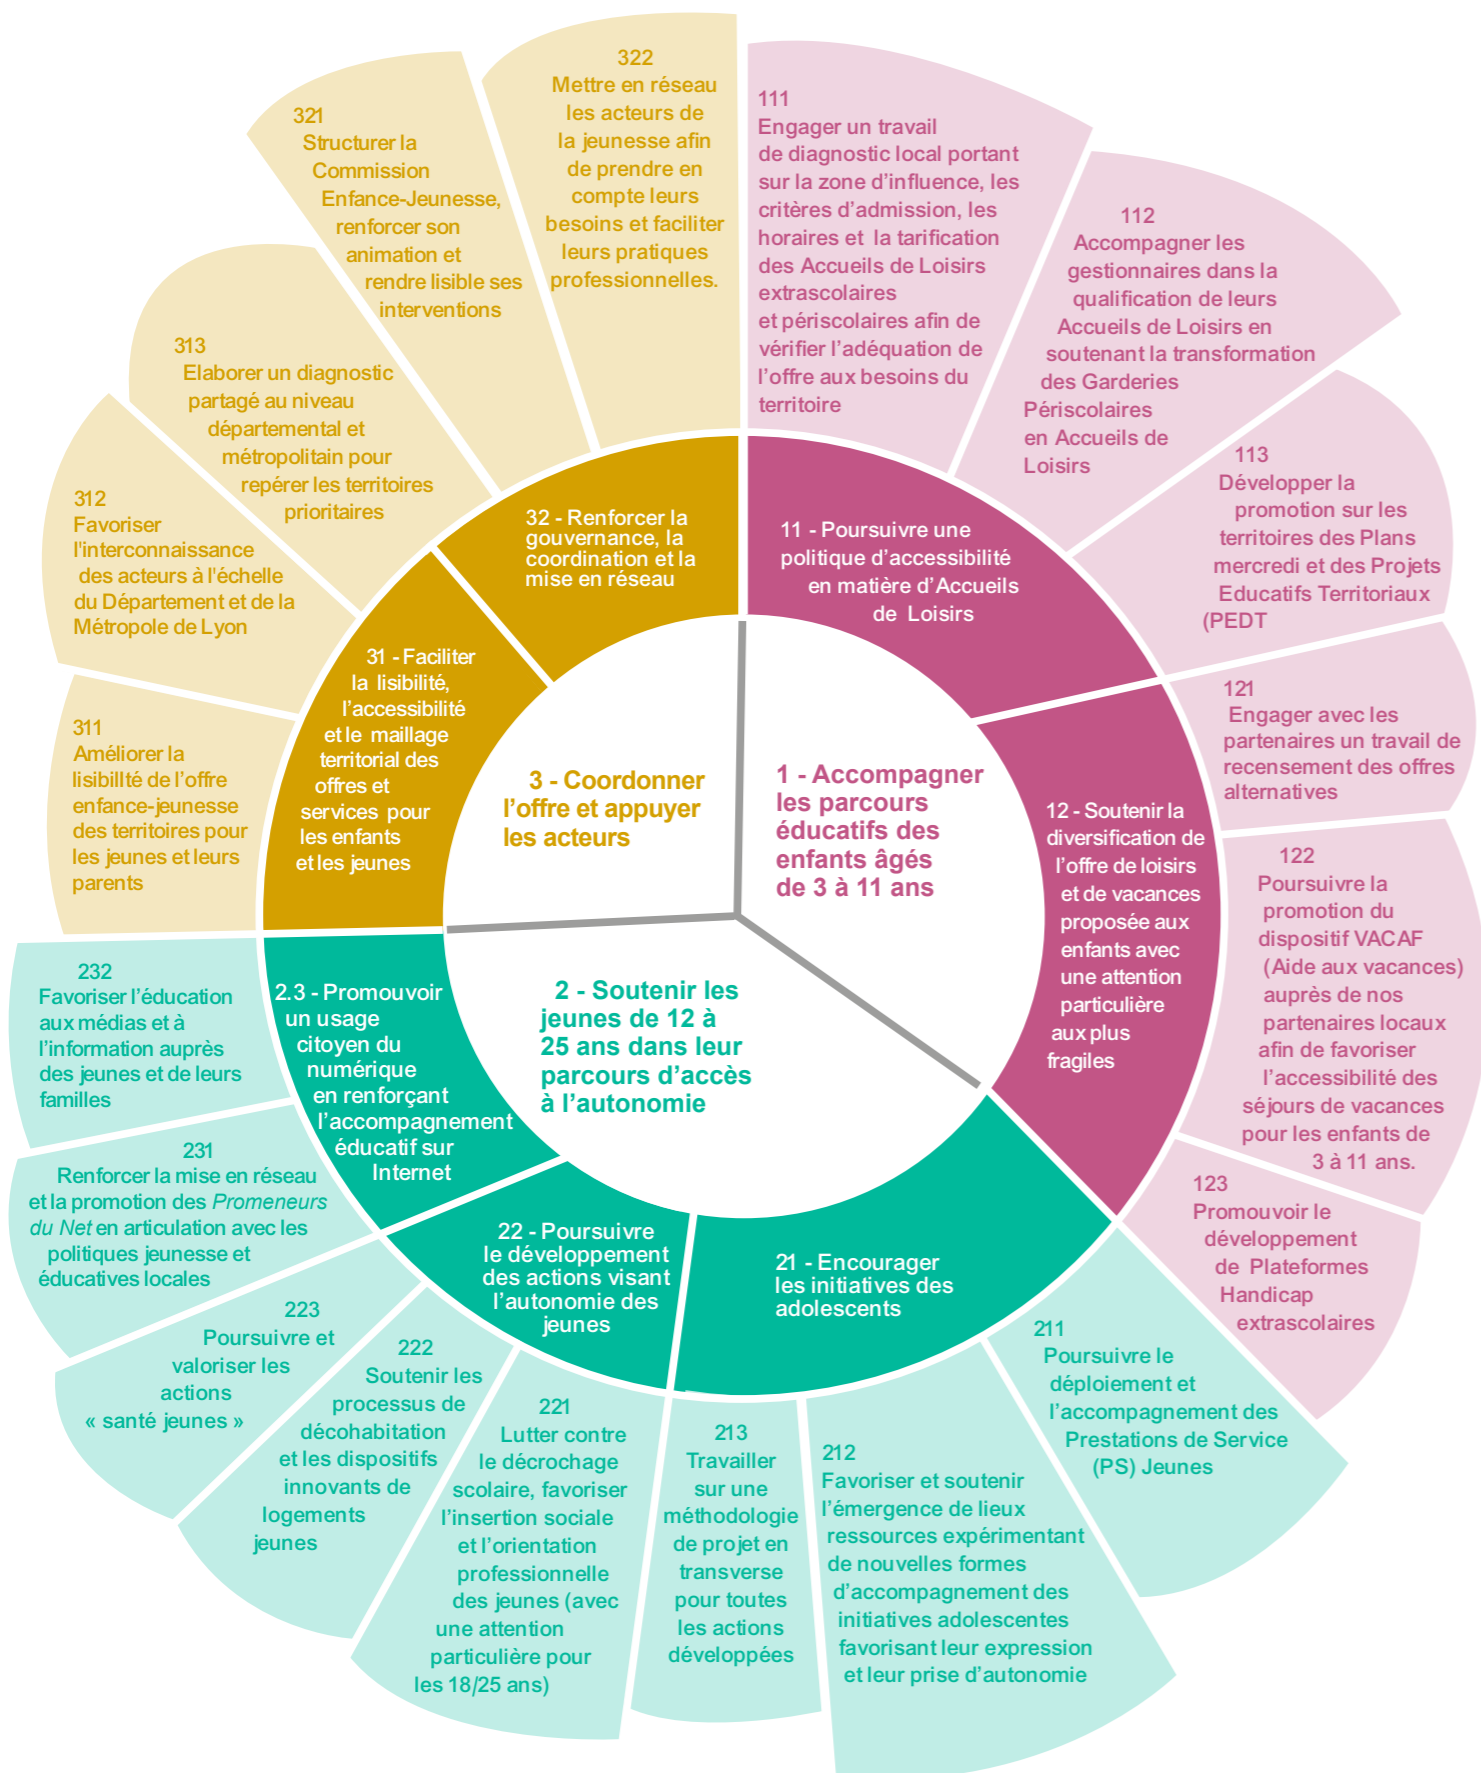 1 - Accompagner
les parcours
éducatifs des
enfants âgés
de 3 à 11 ans
11 - Poursuivre une
politique d’accessibilité
en matière d’Accueils
de Loisirs
111
Engager un travail
de diagnostic local portant
sur la zone d’influence, les
critères d’admission, les
horaires et la tarification
des Accueils de Loisirs
extrascolaires
et périscolaires afin de
vérifier l’adéquation de
l’offre aux besoins du
territoire
112
Accompagner les
gestionnaires dans la
qualification de leurs
Accueils de Loisirs en
soutenant la transformation
des Garderies
Périscolaires
en Accueils de
Loisirs
113
Développer la
promotion sur les
territoires des Plans
mercredi et des Projets
Educatifs Territoriaux
(PEDT
12 - Soutenir la
diversification de
l’offre de loisirs
et de vacances
proposée aux
enfants avec
une attention
particulière
aux plus
fragiles
121
Engager avec les
partenaires un travail de
recensement des offres
alternatives
122
Poursuivre la
promotion du
dispositif VACAF
(Aide aux vacances)
auprès de nos
partenaires locaux
afin de favoriser
l’accessibilité des
séjours de vacances
pour les enfants de
3 à 11 ans.
123
Promouvoir le
développement
de Plateformes
Handicap
extrascolaires
2 - Soutenir les
jeunes de 12 à
25 ans dans leur
parcours d’accès
à l’autonomie
21 - Encourager
les initiatives des
adolescents
211
Poursuivre le
déploiement et
l’accompagnement des
Prestations de Service
(PS) Jeunes
212
Favoriser et soutenir
l’émergence de lieux
ressources expérimentant
de nouvelles formes
d’accompagnement des
initiatives adolescentes
favorisant leur expression
et leur prise d’autonomie
213
Travailler
sur une
méthodologie
de projet en
transverse
pour toutes
les actions
développées
22 - Poursuivre
le développement
des actions visant
l’autonomie des
jeunes
221
Lutter contre
le décrochage
scolaire, favoriser
l’insertion sociale
et l’orientation
professionnelle
des jeunes (avec
une attention
particulière pour
les 18/25 ans)
222
Soutenir les
processus de
décohabitation
et les dispositifs
innovants de
logements
jeunes
223
Poursuivre et
valoriser les
actions
« santé jeunes »
2.3 - Promouvoir
un usage
citoyen du
numérique
en renforçant
l’accompagnement
éducatif sur
Internet
231
Renforcer la mise en réseau
et la promotion des Promeneurs
du Net en articulation avec les
politiques jeunesse et
éducatives locales
232
Favoriser l’éducation
aux médias et à
l’information auprès
des jeunes et de leurs
familles
3 - Coordonner
l’offre et appuyer
les acteurs
31 - Faciliter
la lisibilité,
l’accessibilité
et le maillage
territorial des
offres et
services pour
les enfants
et les jeunes
311
Améliorer la
lisibillté de l’offre
enfance-jeunesse
des territoires pour
les jeunes et leurs
parents
312
Favoriser
l'interconnaissance
des acteurs à l'échelle
du Département et de la
Métropole de Lyon
313
Elaborer un diagnostic
partagé au niveau
départemental et
métropolitain pour
repérer les territoires
prioritaires
32 - Renforcer la
gouvernance, la
coordination et la
mise en réseau
321
Structurer la
Commission
Enfance-Jeunesse,
renforcer son
animation et
rendre lisible ses
interventions
322
Mettre en réseau
les acteurs de
la jeunesse afin
de prendre en
compte leurs
besoins et faciliter
leurs pratiques
professionnelles.